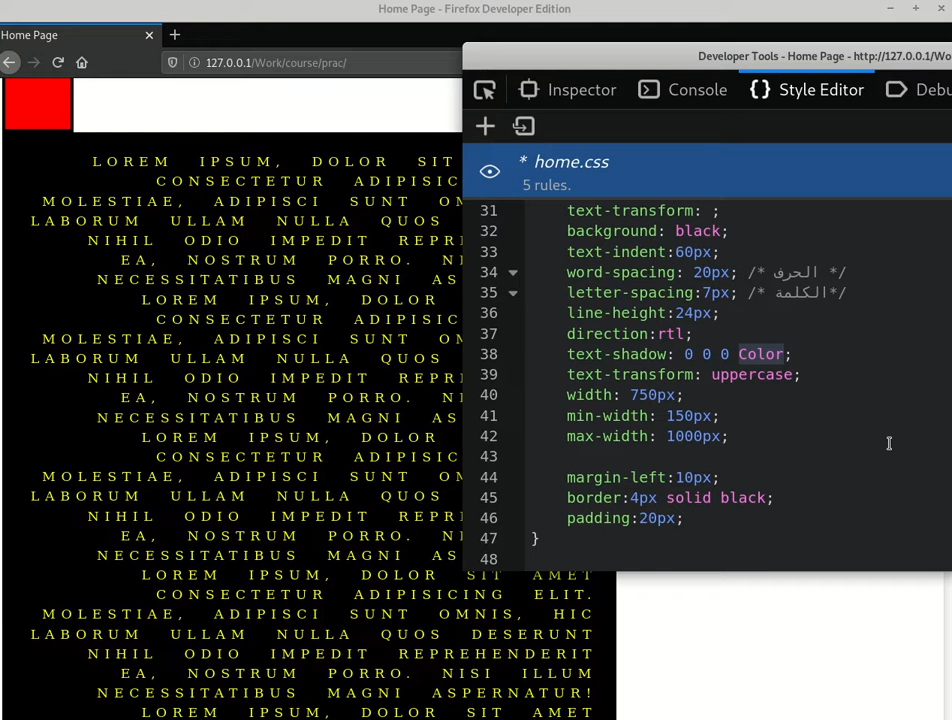 Home Page - Firefox Developer Edition
Home Page
127.0.0.1/Work/course/prac/
Developer Tools - Home Page - http://127.0.0.1/Wo
Inspector
Console
{} Style Editor
Debu
* home.css
5 rules.
31 text-transform: ;
32 background: black;
33 text-indent:60px;
34 word-spacing: 20px; /* الحرف */
35 letter-spacing:7px; /* الكلمة*/
36 line-height:24px;
37 direction:rtl;
38 text-shadow: 0 0 0 Color;
39 text-transform: uppercase;
40 width: 750px;
41 min-width: 150px;
42 max-width: 1000px;
43
44 margin-left:10px;
45 border:4px solid black;
46 padding:20px;
47 }
48
LOREM IPSUM, DOLOR SIT
CONSECTETUR ADIPISIC
MOLESTIAE, ADIPISCI SUNT OM
LABORUM ULLAM NULLA QUOS
NIHIL ODIO IMPEDIT REPRE
EA, NOSTRUM PORRO. N
NECESSITATIBUS MAGNI AS
LOREM IPSUM, DOLOR
CONSECTETUR ADIPISIC
MOLESTIAE, ADIPISCI SUNT OM
LABORUM ULLAM NULLA QUOS
NIHIL ODIO IMPEDIT REPR
EA, NOSTRUM PORRO. N
NECESSITATIBUS MAGNI AS
LOREM IPSUM, DOLOR
CONSECTETUR ADIPISIC
MOLESTIAE, ADIPISCI SUNT OM
LABORUM ULLAM NULLA QUOS
NIHIL ODIO IMPEDIT REPR
EA, NOSTRUM PORRO. N
NECESSITATIBUS MAGNI AS
LOREM IPSUM, DOLOR SIT AMET
CONSECTETUR ADIPISICING ELIT.
MOLESTIAE, ADIPISCI SUNT OMNIS, HIC
LABORUM ULLAM NULLA QUOS DESERUNT
NIHIL ODIO IMPEDIT REPREHENDERIT
EA, NOSTRUM PORRO. NISI ILLUM
NECESSITATIBUS MAGNI ASPERNATUR!
LOREM IPSUM, DOLOR SIT AMET